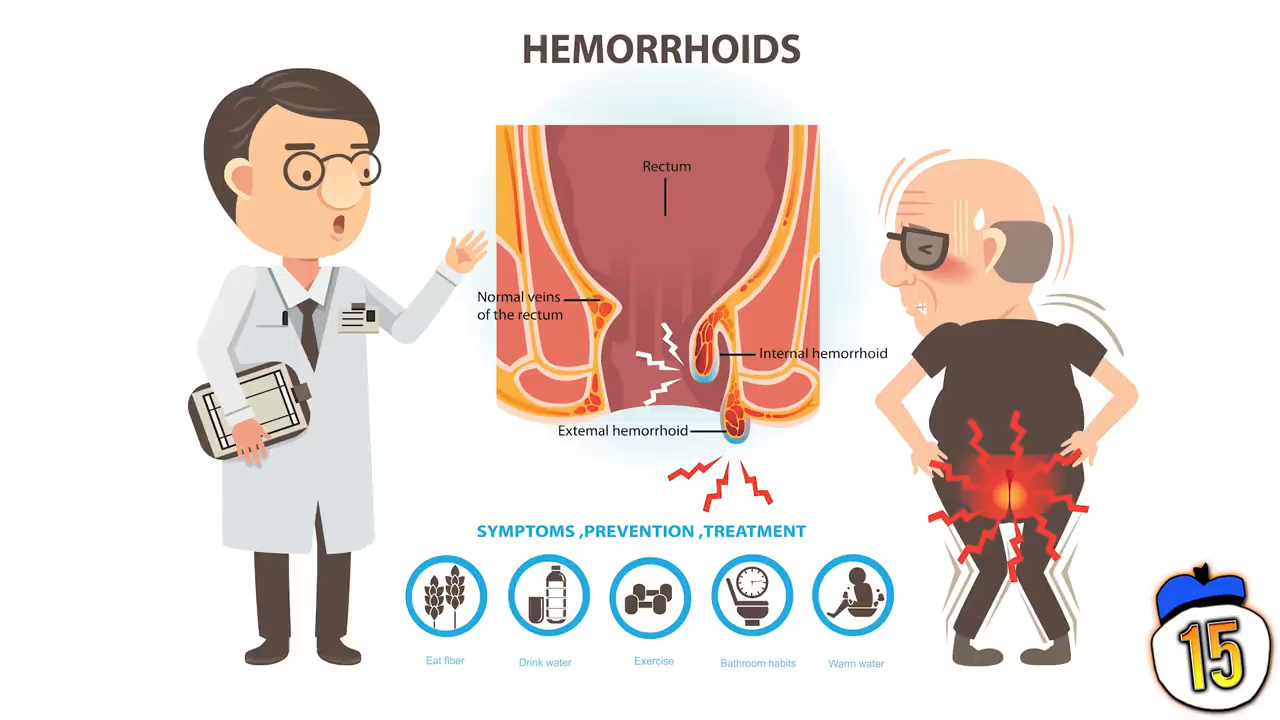 HEMORRHOIDS
Rectum
Normal veins
of the rectum
Internal hemorrhoid
External hemorrhoid
SYMPTOMS ,PREVENTION ,TREATMENT
Eat fiber
Drink water
Exercise
Bathroom habits
Warm water
15